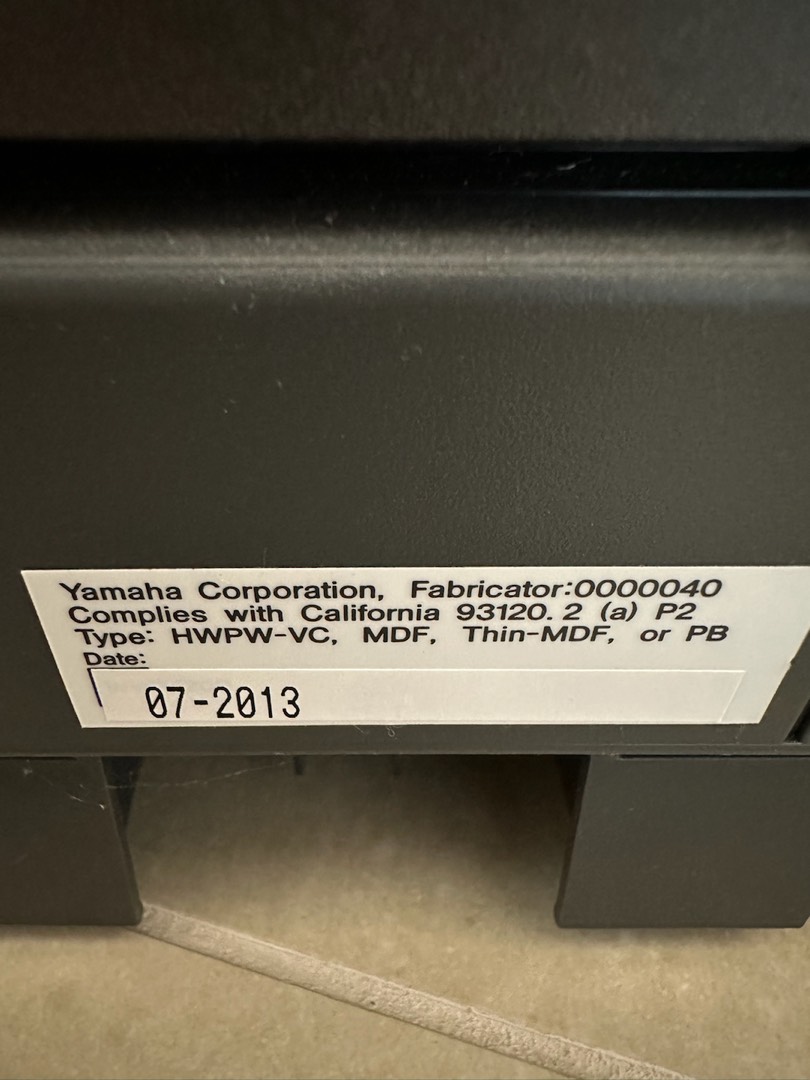 Yamaha Corporation, Fabricator:0000040
Complies with California 93120.2 (a) P2
Type: HWPW-VC, MDF, Thin-MDF, or PB
Date:
07-2013